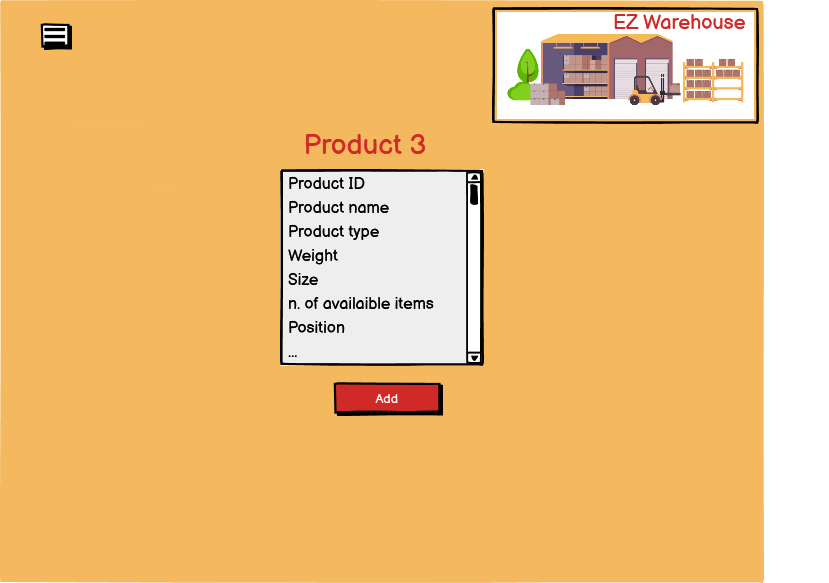 EZ Warehouse
Product 3
Product ID
Product name
Product type
Weight
Size
n. of availaible items
Position
...
Add